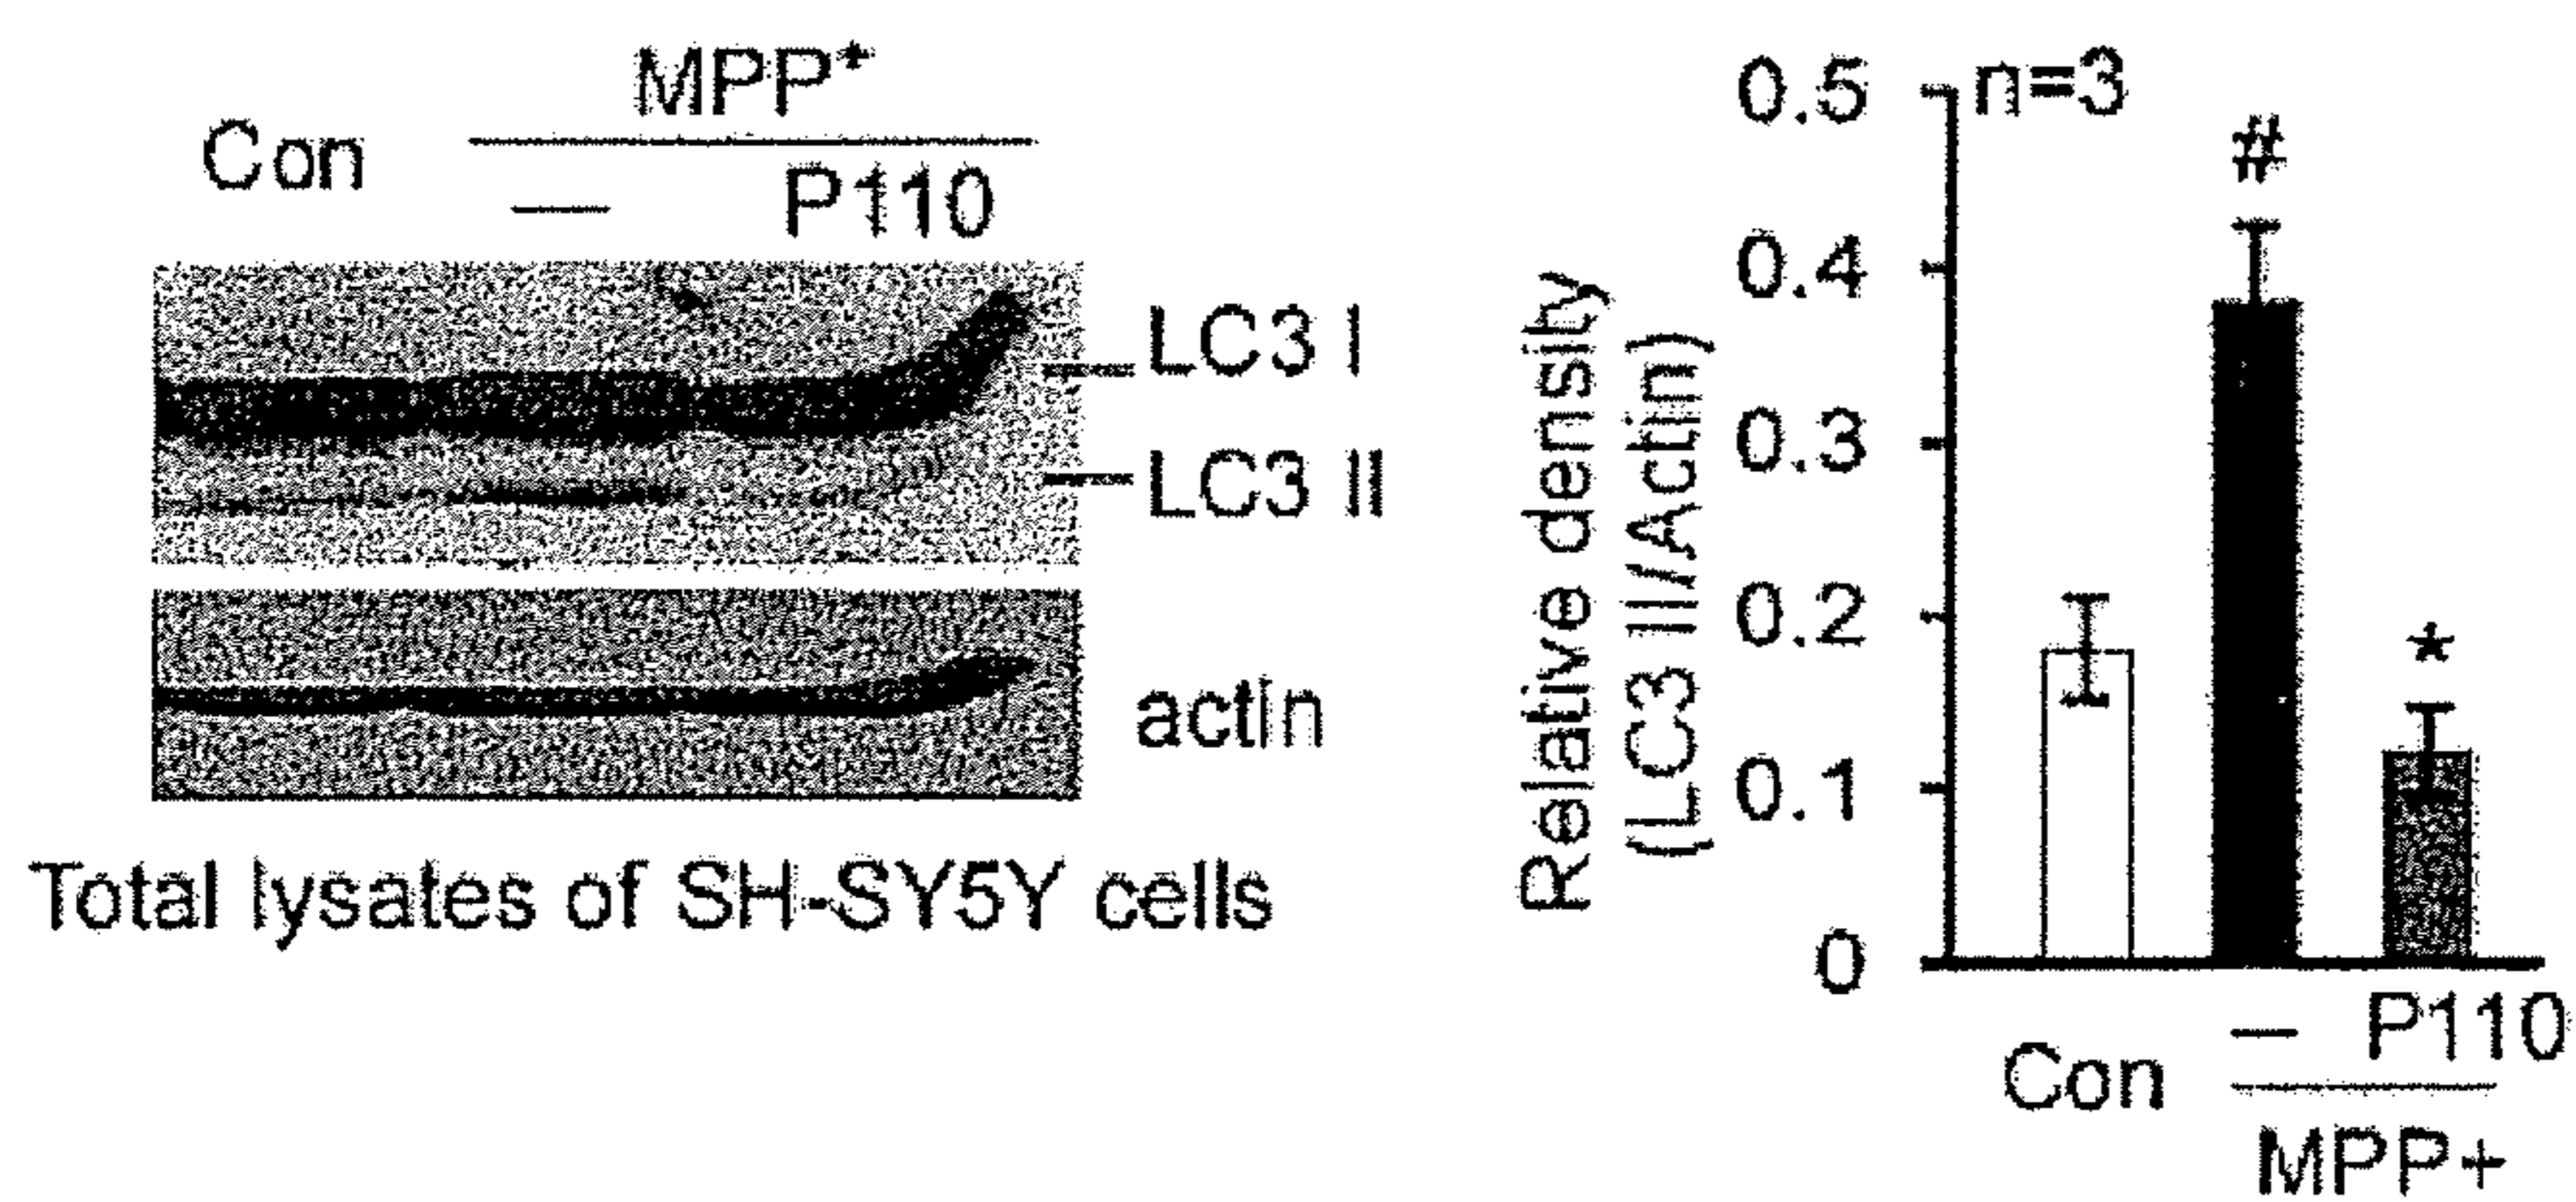 MPP+
Con
— P110
LC3 I
LC3 II
actin
Total lysates of SH-SY5Y cells
Relative density
(LC3 II/Actin)
0.5
0.4
0.3
0.2
0.1
0
n=3
#
*
Con
— P110
MPP+